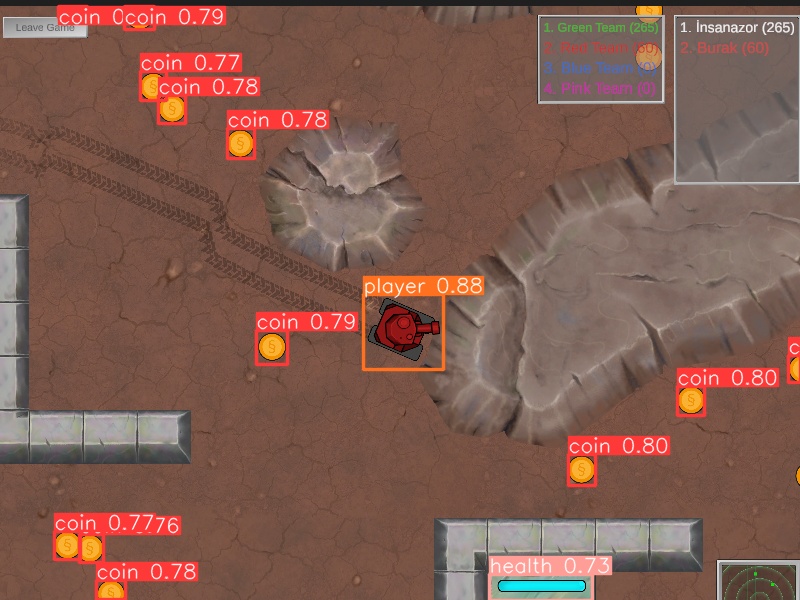 coin 0.79
Leave Game
1. Green Team (265)
2. Red Team (60)
3. Blue Team (0)
4. Pink Team (0)
1. İnsanazor (265)
2. Burak (60)
coin 0.77
coin 0.78
coin 0.78
player 0.88
coin 0.79
coin 0.80
coin 0.80
coin 0.77
76
coin 0.78
health 0.73